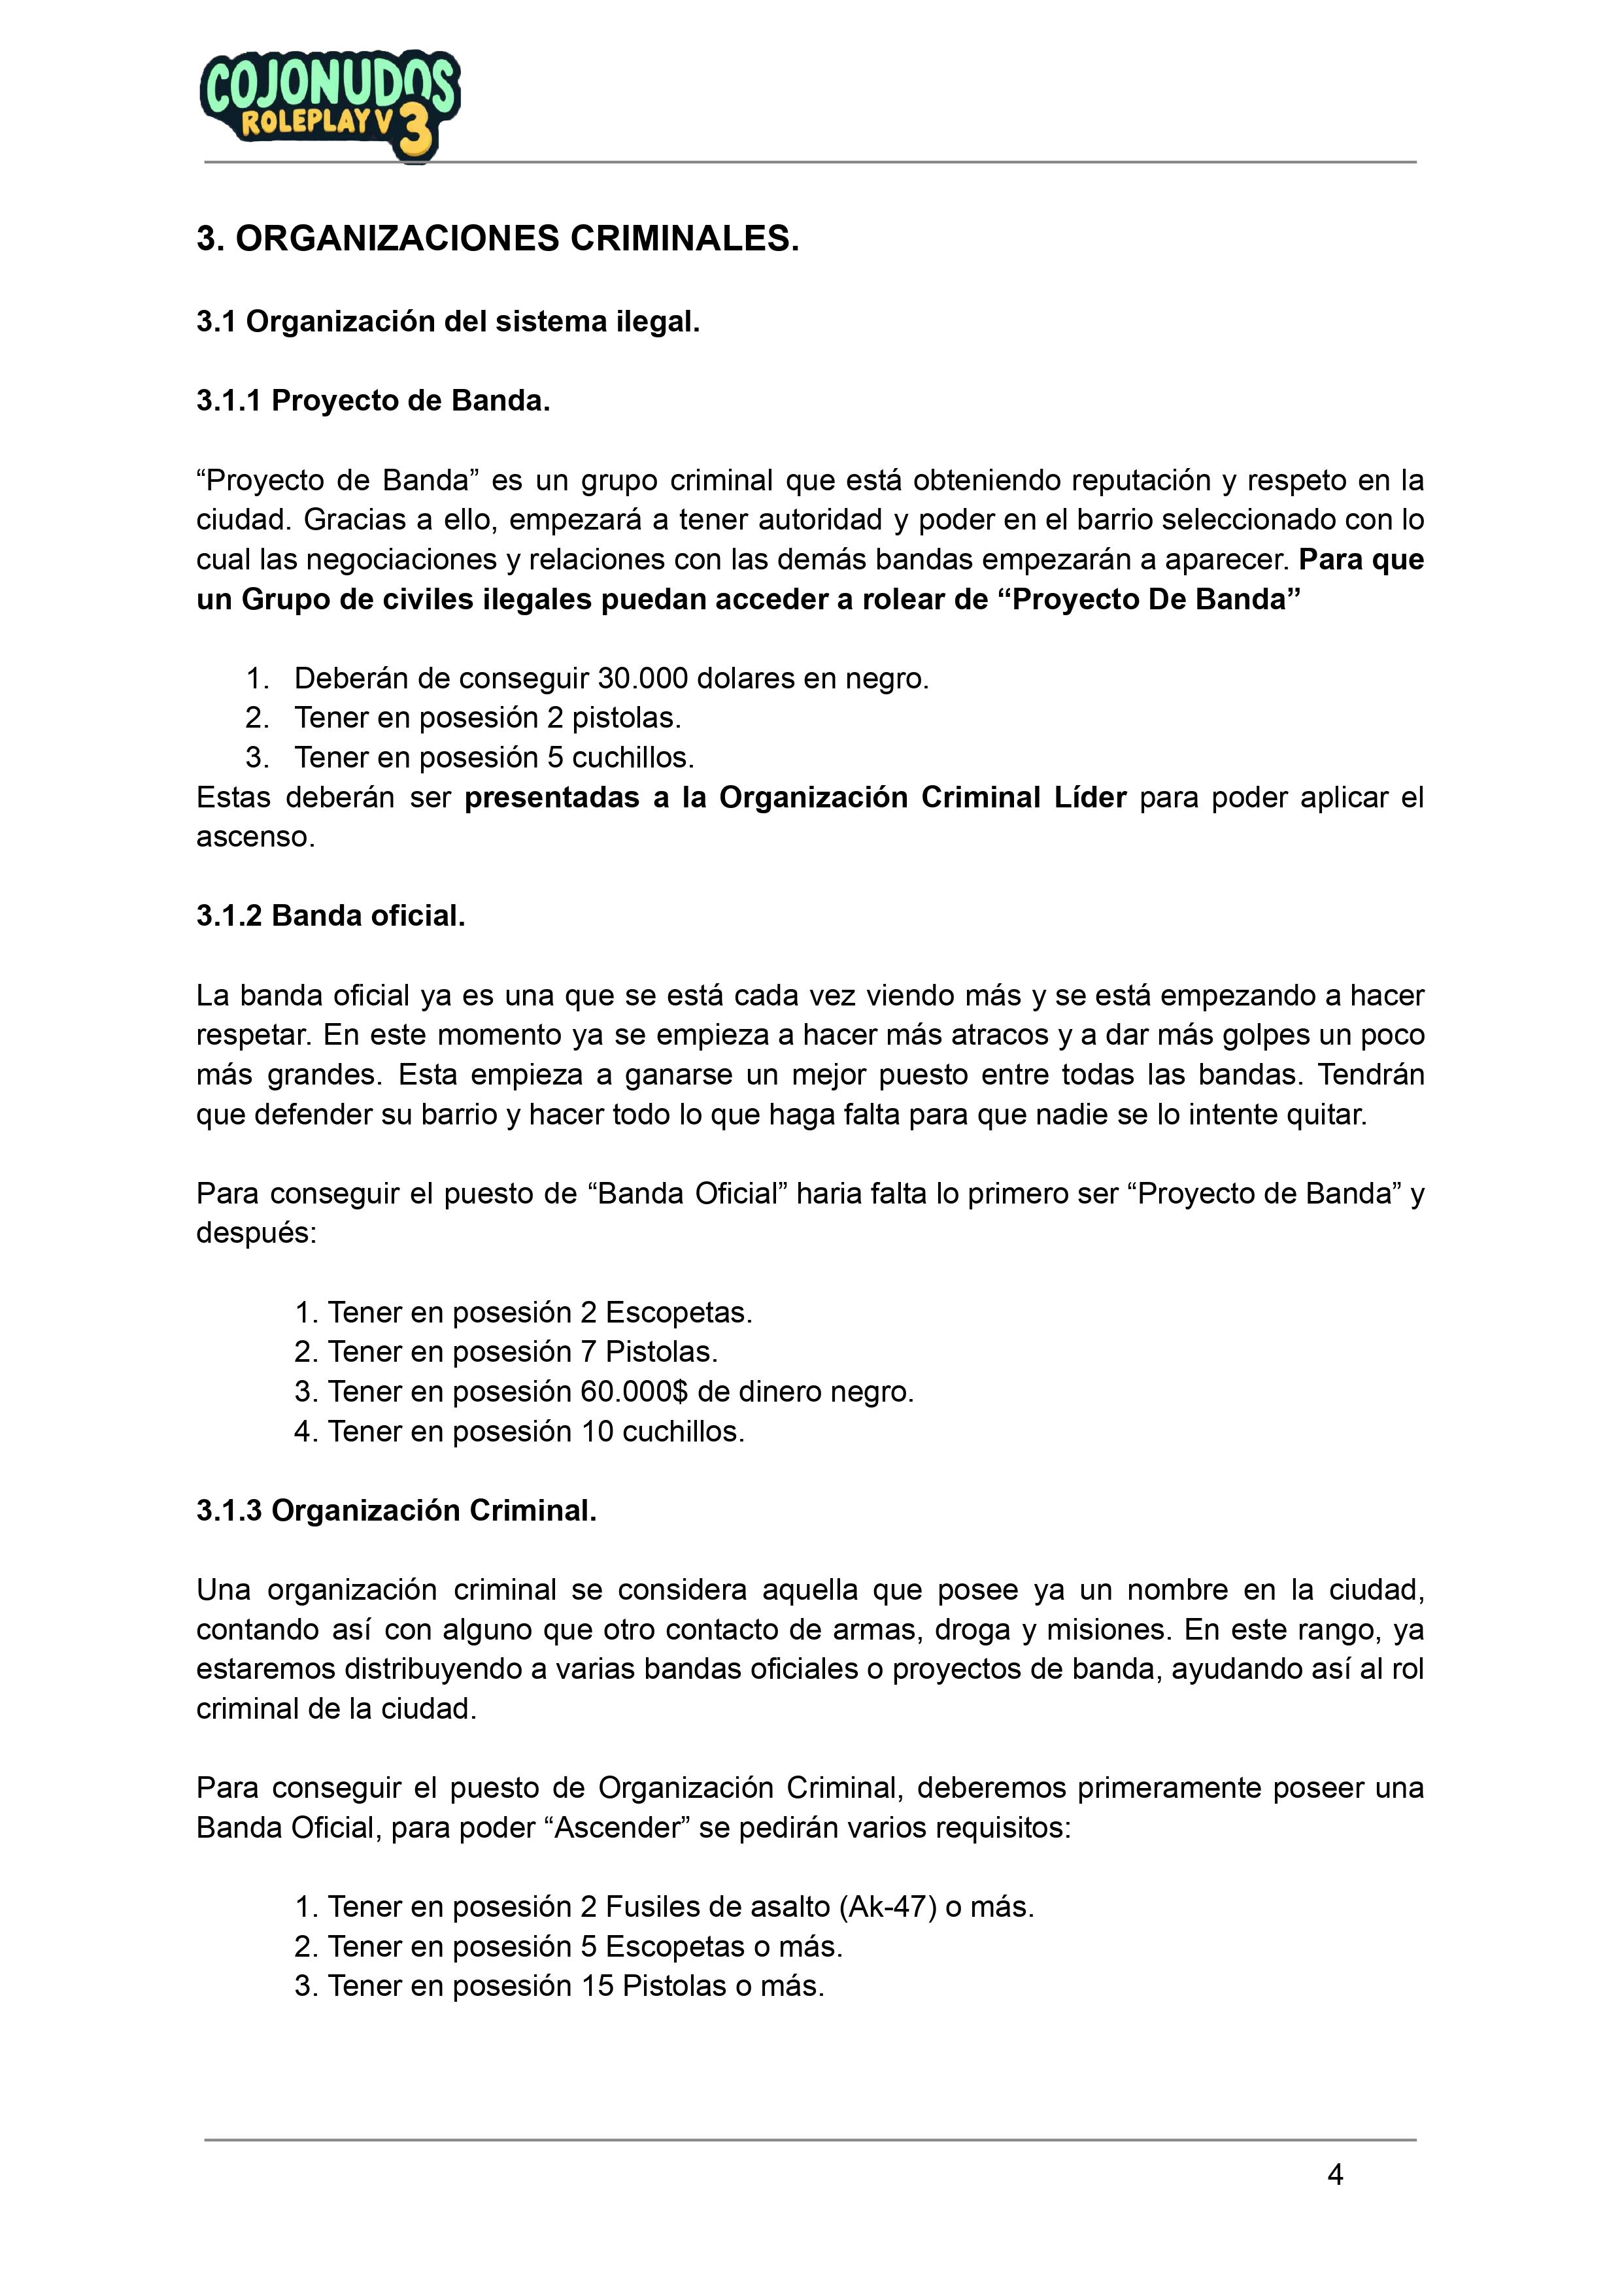 COJONUDOS
ROLEPLAY V 3
3. ORGANIZACIONES CRIMINALES.
3.1 Organización del sistema ilegal.
3.1.1 Proyecto de Banda.
“Proyecto de Banda” es un grupo criminal que está obteniendo reputación y respeto en la
ciudad. Gracias a ello, empezará a tener autoridad y poder en el barrio seleccionado con lo
cual las negociaciones y relaciones con las demás bandas empezarán a aparecer. Para que
un Grupo de civiles ilegales puedan acceder a rolear de “Proyecto De Banda”
1. Deberán de conseguir 30.000 dolares en negro.
2. Tener en posesión 2 pistolas.
3. Tener en posesión 5 cuchillos.
Estas deberán ser presentadas a la Organización Criminal Líder para poder aplicar el
ascenso.
3.1.2 Banda oficial.
La banda oficial ya es una que se está cada vez viendo más y se está empezando a hacer
respetar. En este momento ya se empieza a hacer más atracos y a dar más golpes un poco
más grandes. Esta empieza a ganarse un mejor puesto entre todas las bandas. Tendrán
que defender su barrio y hacer todo lo que haga falta para que nadie se lo intente quitar.
Para conseguir el puesto de “Banda Oficial” haria falta lo primero ser “Proyecto de Banda” y
después:
1. Tener en posesión 2 Escopetas.
2. Tener en posesión 7 Pistolas.
3. Tener en posesión 60.000$ de dinero negro.
4. Tener en posesión 10 cuchillos.
3.1.3 Organización Criminal.
Una organización criminal se considera aquella que posee ya un nombre en la ciudad,
contando así con alguno que otro contacto de armas, droga y misiones. En este rango, ya
estaremos distribuyendo a varias bandas oficiales o proyectos de banda, ayudando así al rol
criminal de la ciudad.
Para conseguir el puesto de Organización Criminal, deberemos primeramente poseer una
Banda Oficial, para poder “Ascender” se pedirán varios requisitos:
1. Tener en posesión 2 Fusiles de asalto (Ak-47) o más.
2. Tener en posesión 5 Escopetas o más.
3. Tener en posesión 15 Pistolas o más.
4